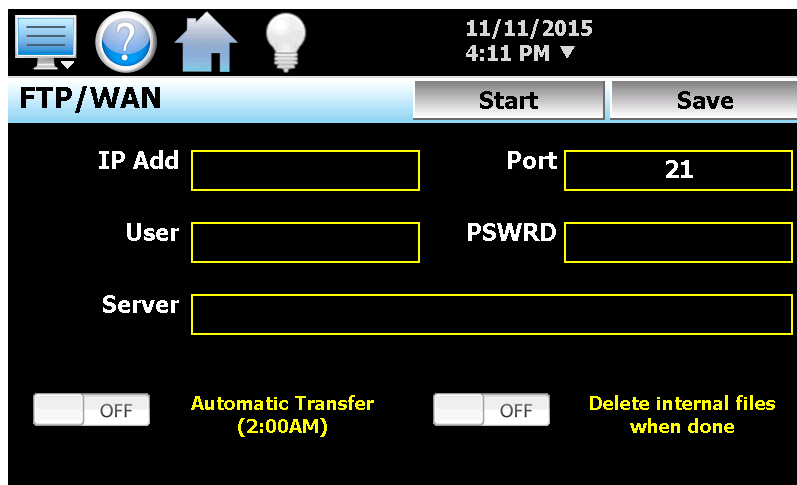 11/11/2015
4:11 PM ▼
?
FTP/WAN
Start
Save
IP Add
Port
21
User
PSWRD
Server
OFF
Automatic Transfer
(2:00AM)
OFF
Delete internal files
when done